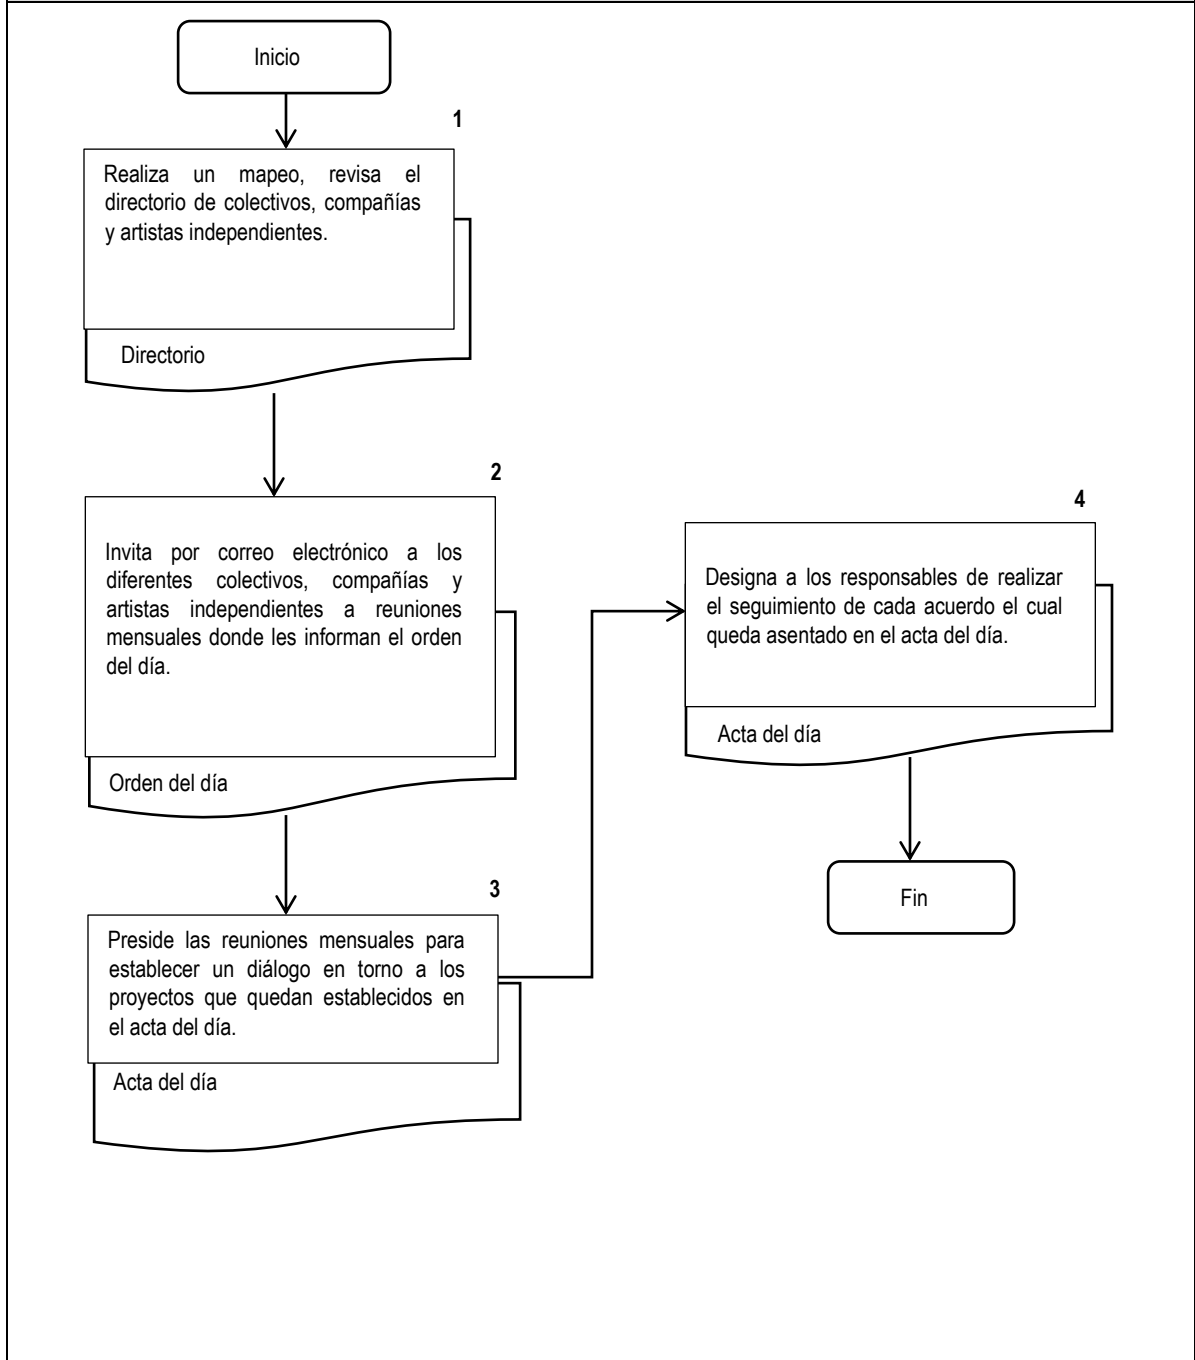 Inicio
1
Realiza un mapeo, revisa el
directorio de colectivos, compañías
y artistas independientes.
Directorio
2
Invita por correo electrónico a los
diferentes colectivos, compañías y
artistas independientes a reuniones
mensuales donde les informan el orden
del día.
Orden del día
3
Preside las reuniones mensuales para
establecer un diálogo en torno a los
proyectos que quedan establecidos en
el acta del día.
Acta del día
4
Designa a los responsables de realizar
el seguimiento de cada acuerdo el cual
queda asentado en el acta del día.
Acta del día
Fin